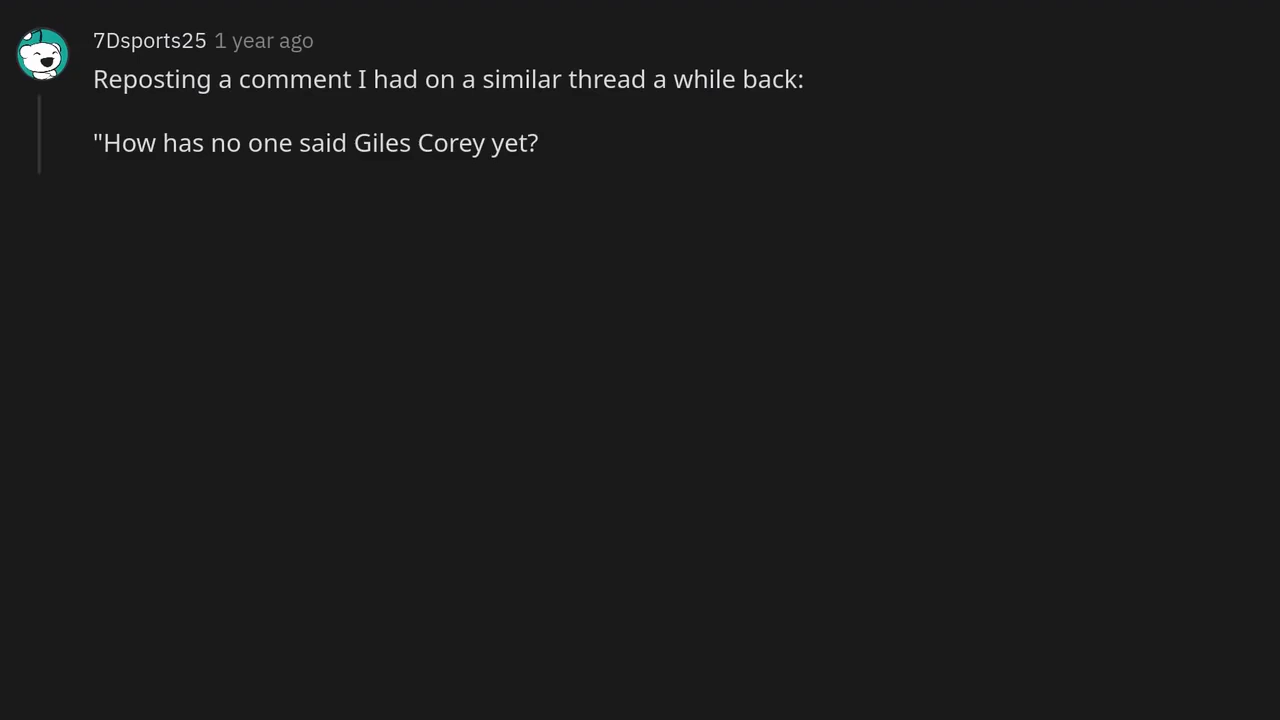 7Dsports25 1 year ago
Reposting a comment I had on a similar thread a while back:
"How has no one said Giles Corey yet?